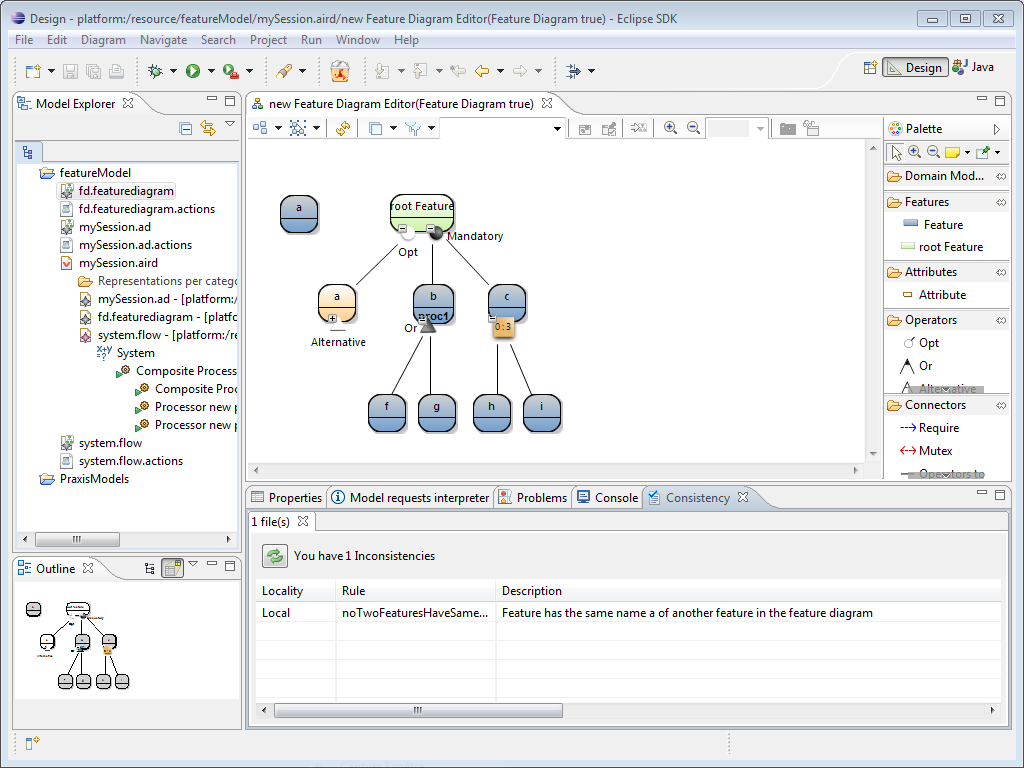 Design - platform:/resource/featureModel/mySession.aird/new Feature Diagram Editor(Feature Diagram true) - Eclipse SDK
File Edit Diagram Navigate Search Project Run Window Help
Design Java
Model Explorer
featureModel
fd.featurediagram
fd.featurediagram.actions
mySession.ad
mySession.ad.actions
mySession.aird
Representations per catego
mySession.ad - [platform:/
fd.featurediagram - [platfo
system.flow - [platform:/re
System
Composite Process
Composite Proc
Processor new p
Processor new p
system.flow
system.flow.actions
PraxisModels
Outline
new Feature Diagram Editor(Feature Diagram true)
a
root Feature
Mandatory
Opt
a
b
c
proc1
0:3
Or
Alternative
f
g
h
i
Palette
Domain Mod...
Features
Feature
root Feature
Attributes
Attribute
Operators
Opt
Or
Alternative
Connectors
Require
Mutex
Operators to
Properties Model requests interpreter Problems Console Consistency
1 file(s)
You have 1 Inconsistencies
Locality Rule Description
Local noTwoFeaturesHaveSame... Feature has the same name a of another feature in the feature diagram